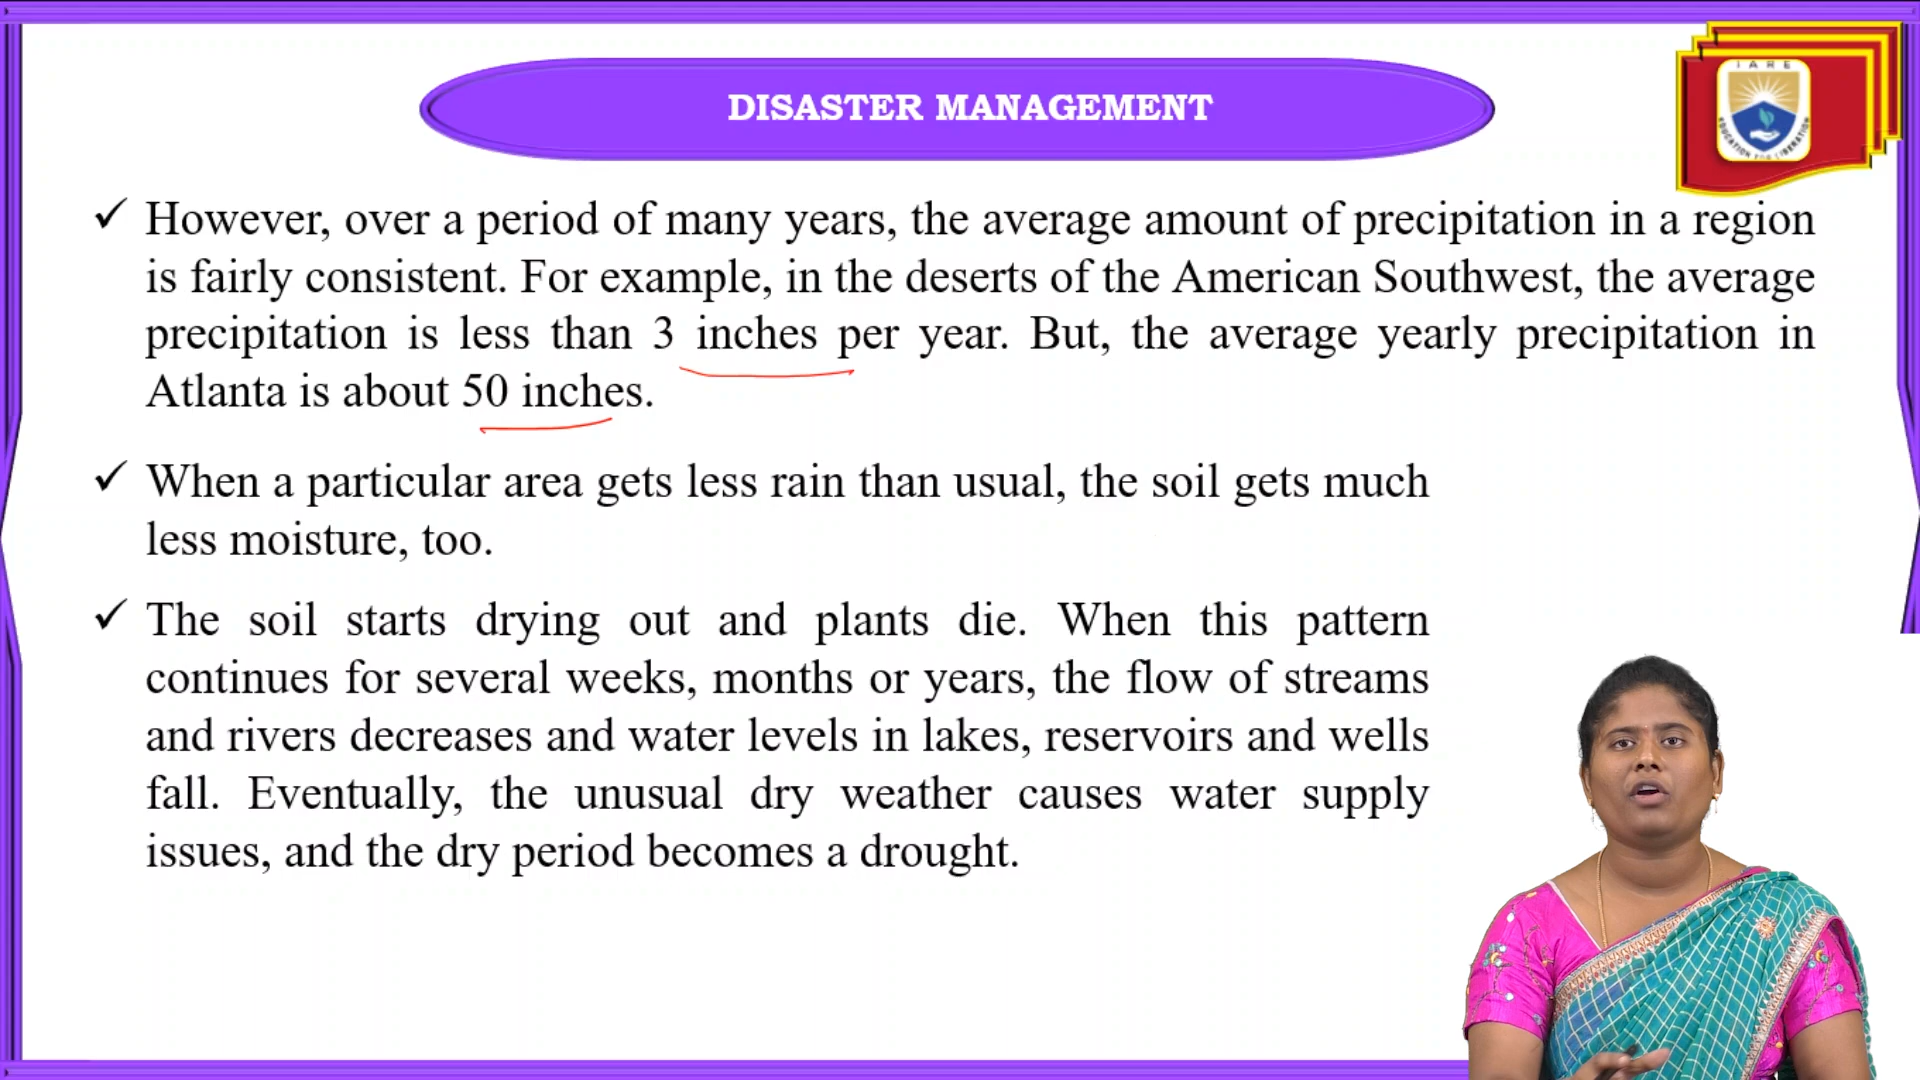 DISASTER MANAGEMENT
IARE
EDUCATION FOR LIBERATION
✓ However, over a period of many years, the average amount of precipitation in a region
is fairly consistent. For example, in the deserts of the American Southwest, the average
precipitation is less than 3 inches per year. But, the average yearly precipitation in
Atlanta is about 50 inches.
✓ When a particular area gets less rain than usual, the soil gets much
less moisture, too.
✓ The soil starts drying out and plants die. When this pattern
continues for several weeks, months or years, the flow of streams
and rivers decreases and water levels in lakes, reservoirs and wells
fall. Eventually, the unusual dry weather causes water supply
issues, and the dry period becomes a drought.